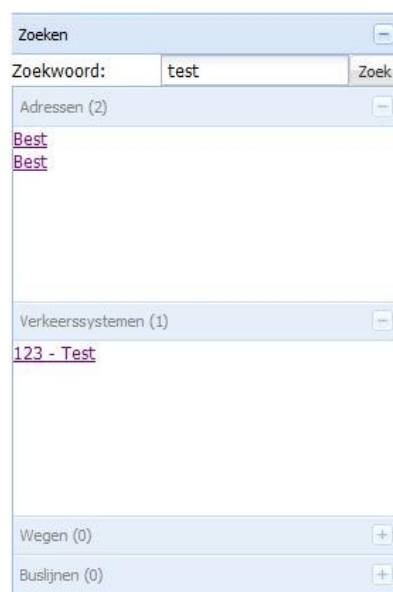 Zoeken
Zoekwoord: test Zoek
Adressen (2)
Best
Best
Verkeerssystemen (1)
123 - Test
Wegen (0)
Buslijnen (0)